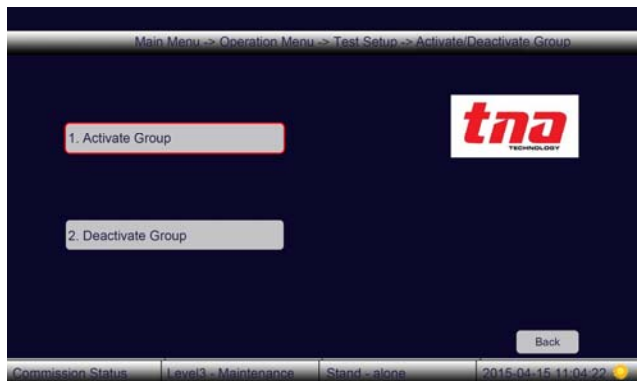 Main Menu -> Operation Menu -> Test Setup -> Activate/Deactivate Group
tna
TECHNOLOGY
1. Activate Group
2. Deactivate Group
Back
Commission Status Level3 - Maintenance Stand - alone 2015-04-15 11:04:22